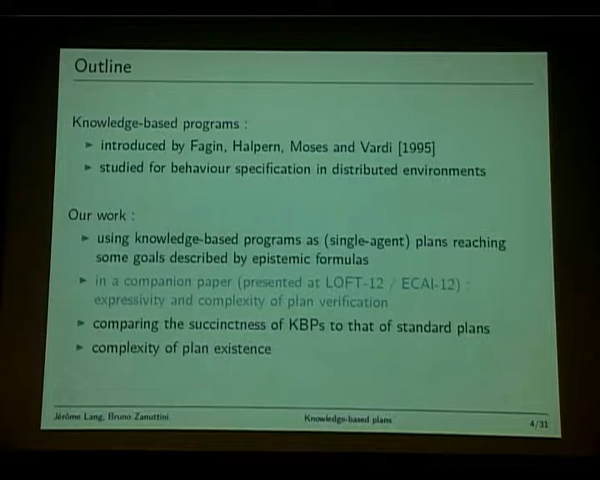 Outline
Knowledge-based programs :
► introduced by Fagin, Halpern, Moses and Vardi [1995]
► studied for behaviour specification in distributed environments
Our work :
► using knowledge-based programs as (single-agent) plans reaching
some goals described by epistemic formulas
► in a companion paper (presented at LOFT-12 / ECAI-12) :
expressivity and complexity of plan verification
► comparing the succinctness of KBPs to that of standard plans
► complexity of plan existence
Jérôme Lang, Bruno Zanuttini Knowledge-based plans 4/31